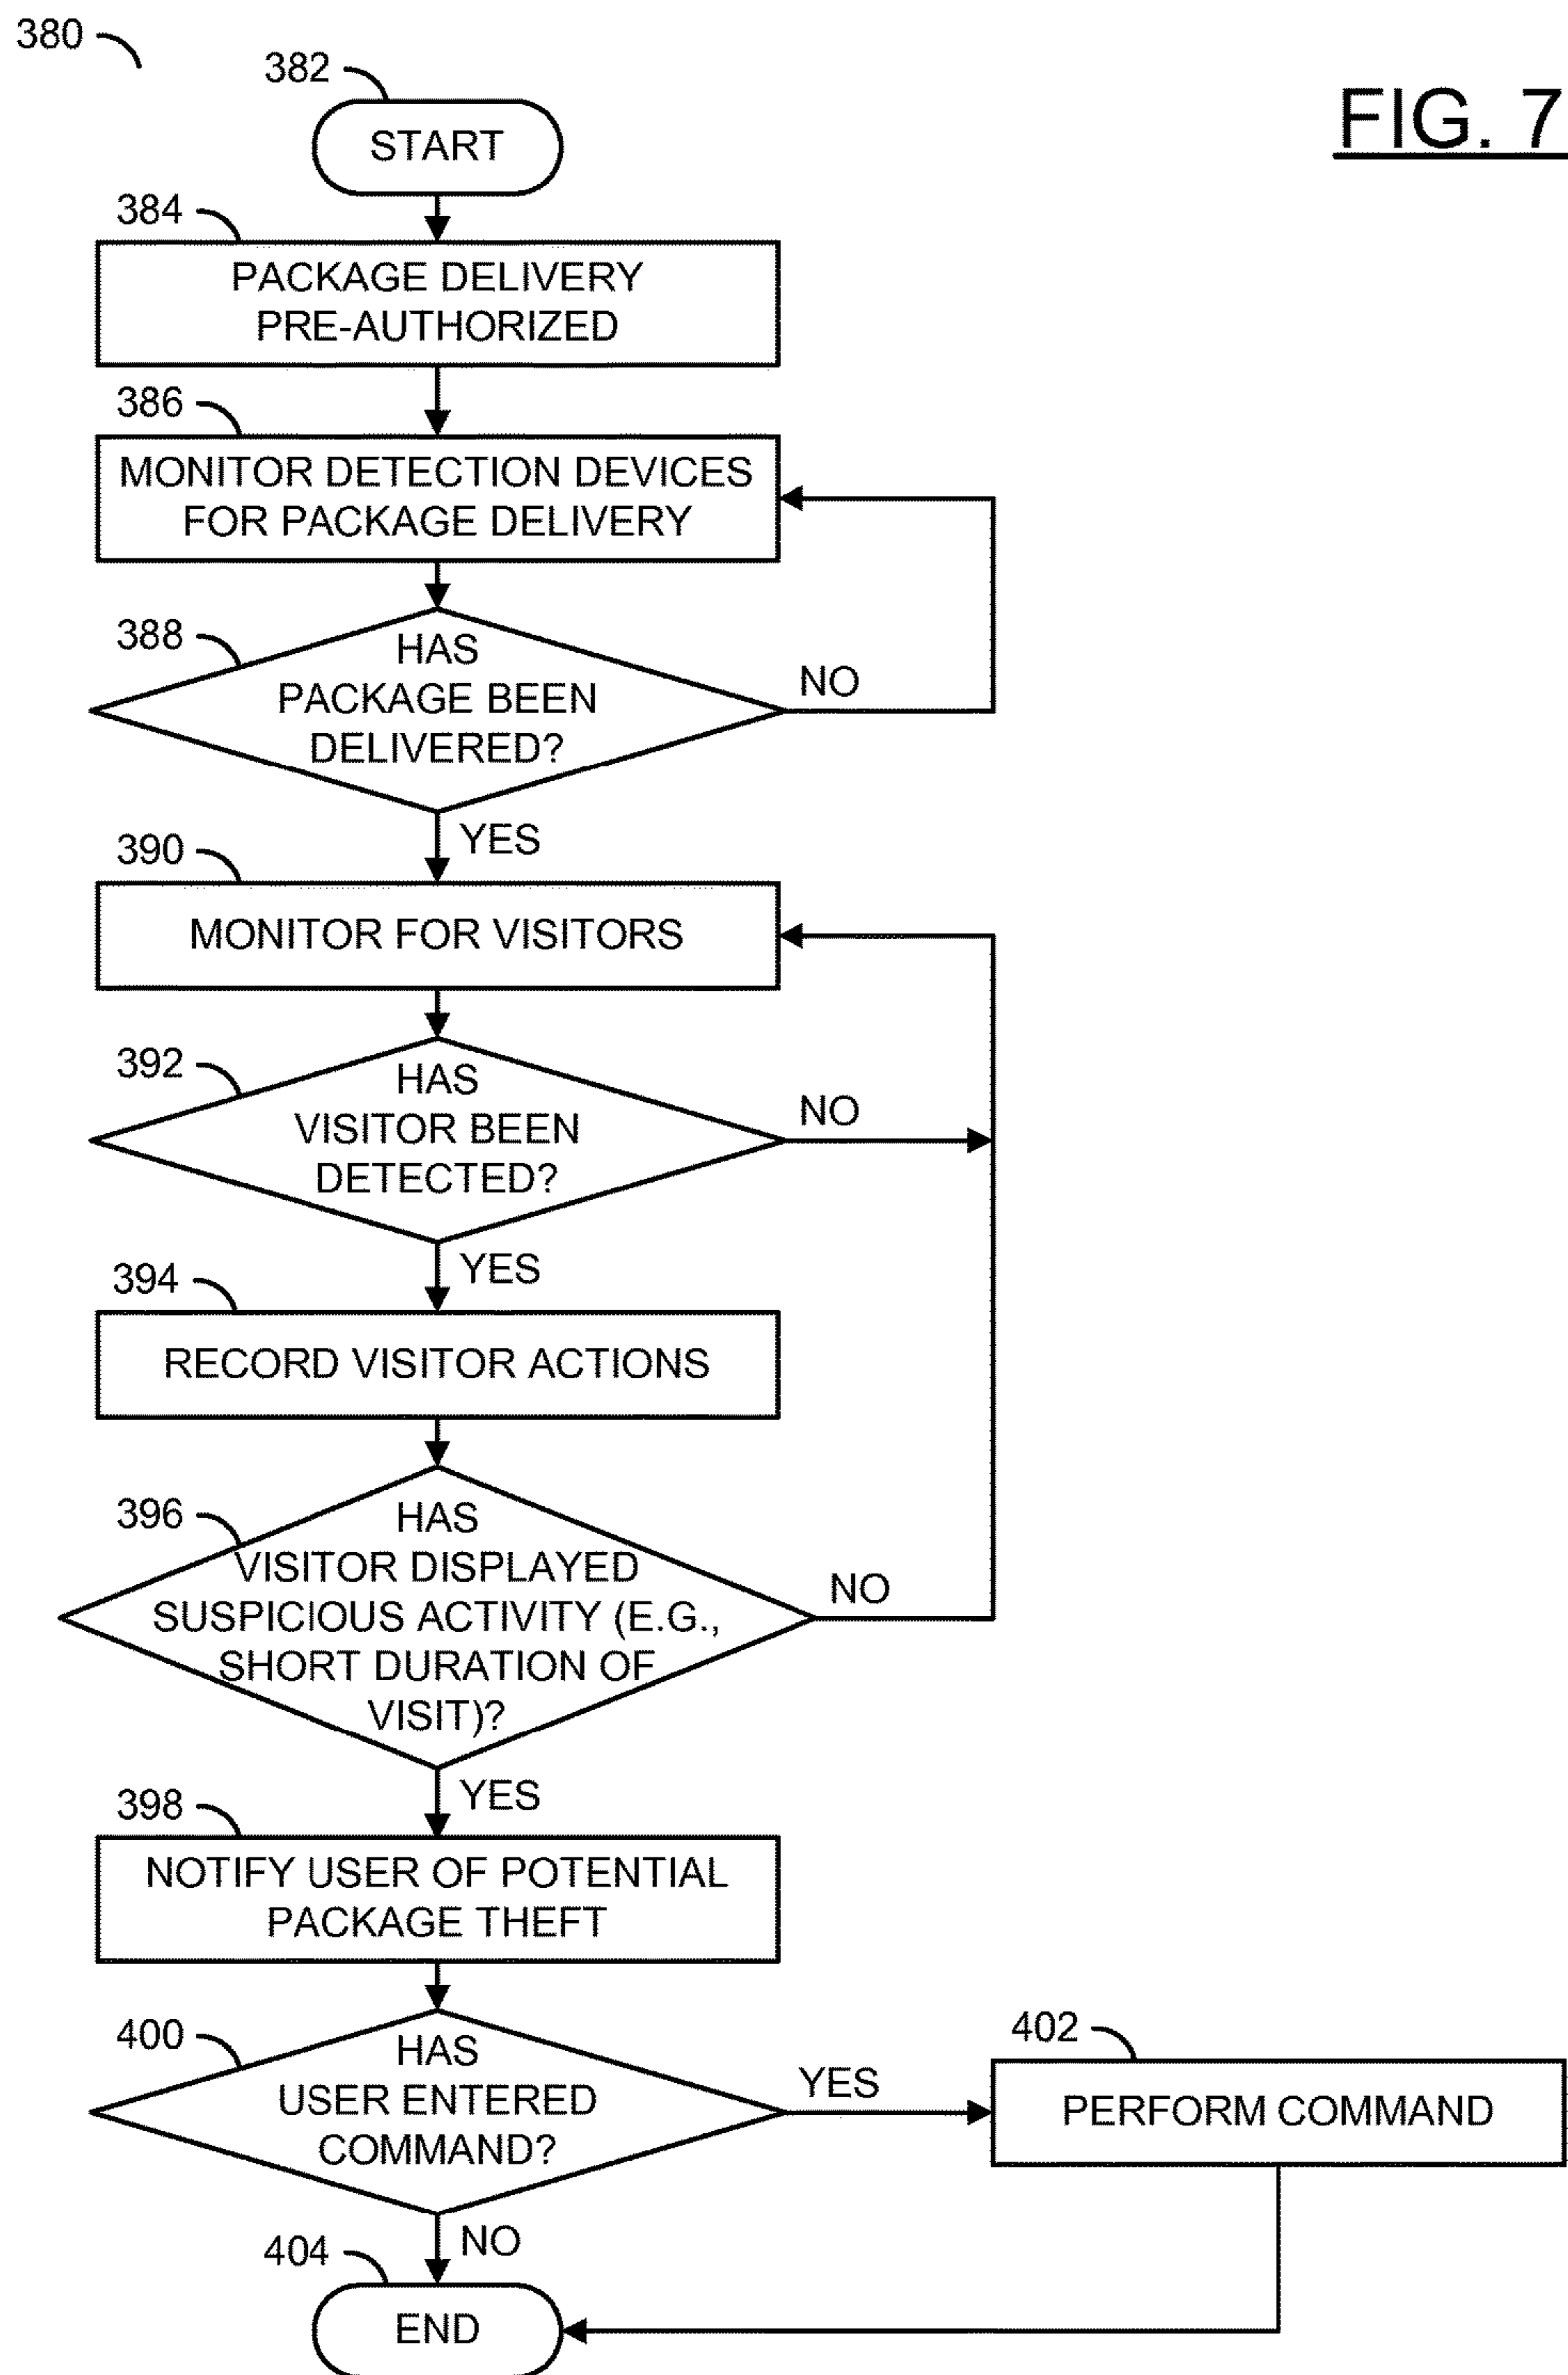 380
382
FIG. 7
START
384
PACKAGE DELIVERY
PRE-AUTHORIZED
386
MONITOR DETECTION DEVICES
FOR PACKAGE DELIVERY
388
HAS
PACKAGE BEEN
DELIVERED?
NO
YES
390
MONITOR FOR VISITORS
392
HAS
VISITOR BEEN
DETECTED?
NO
YES
394
RECORD VISITOR ACTIONS
396
HAS
VISITOR DISPLAYED
SUSPICIOUS ACTIVITY (E.G.,
SHORT DURATION OF
VISIT)?
NO
YES
398
NOTIFY USER OF POTENTIAL
PACKAGE THEFT
400
HAS
USER ENTERED
COMMAND?
YES
402
PERFORM COMMAND
NO
404
END